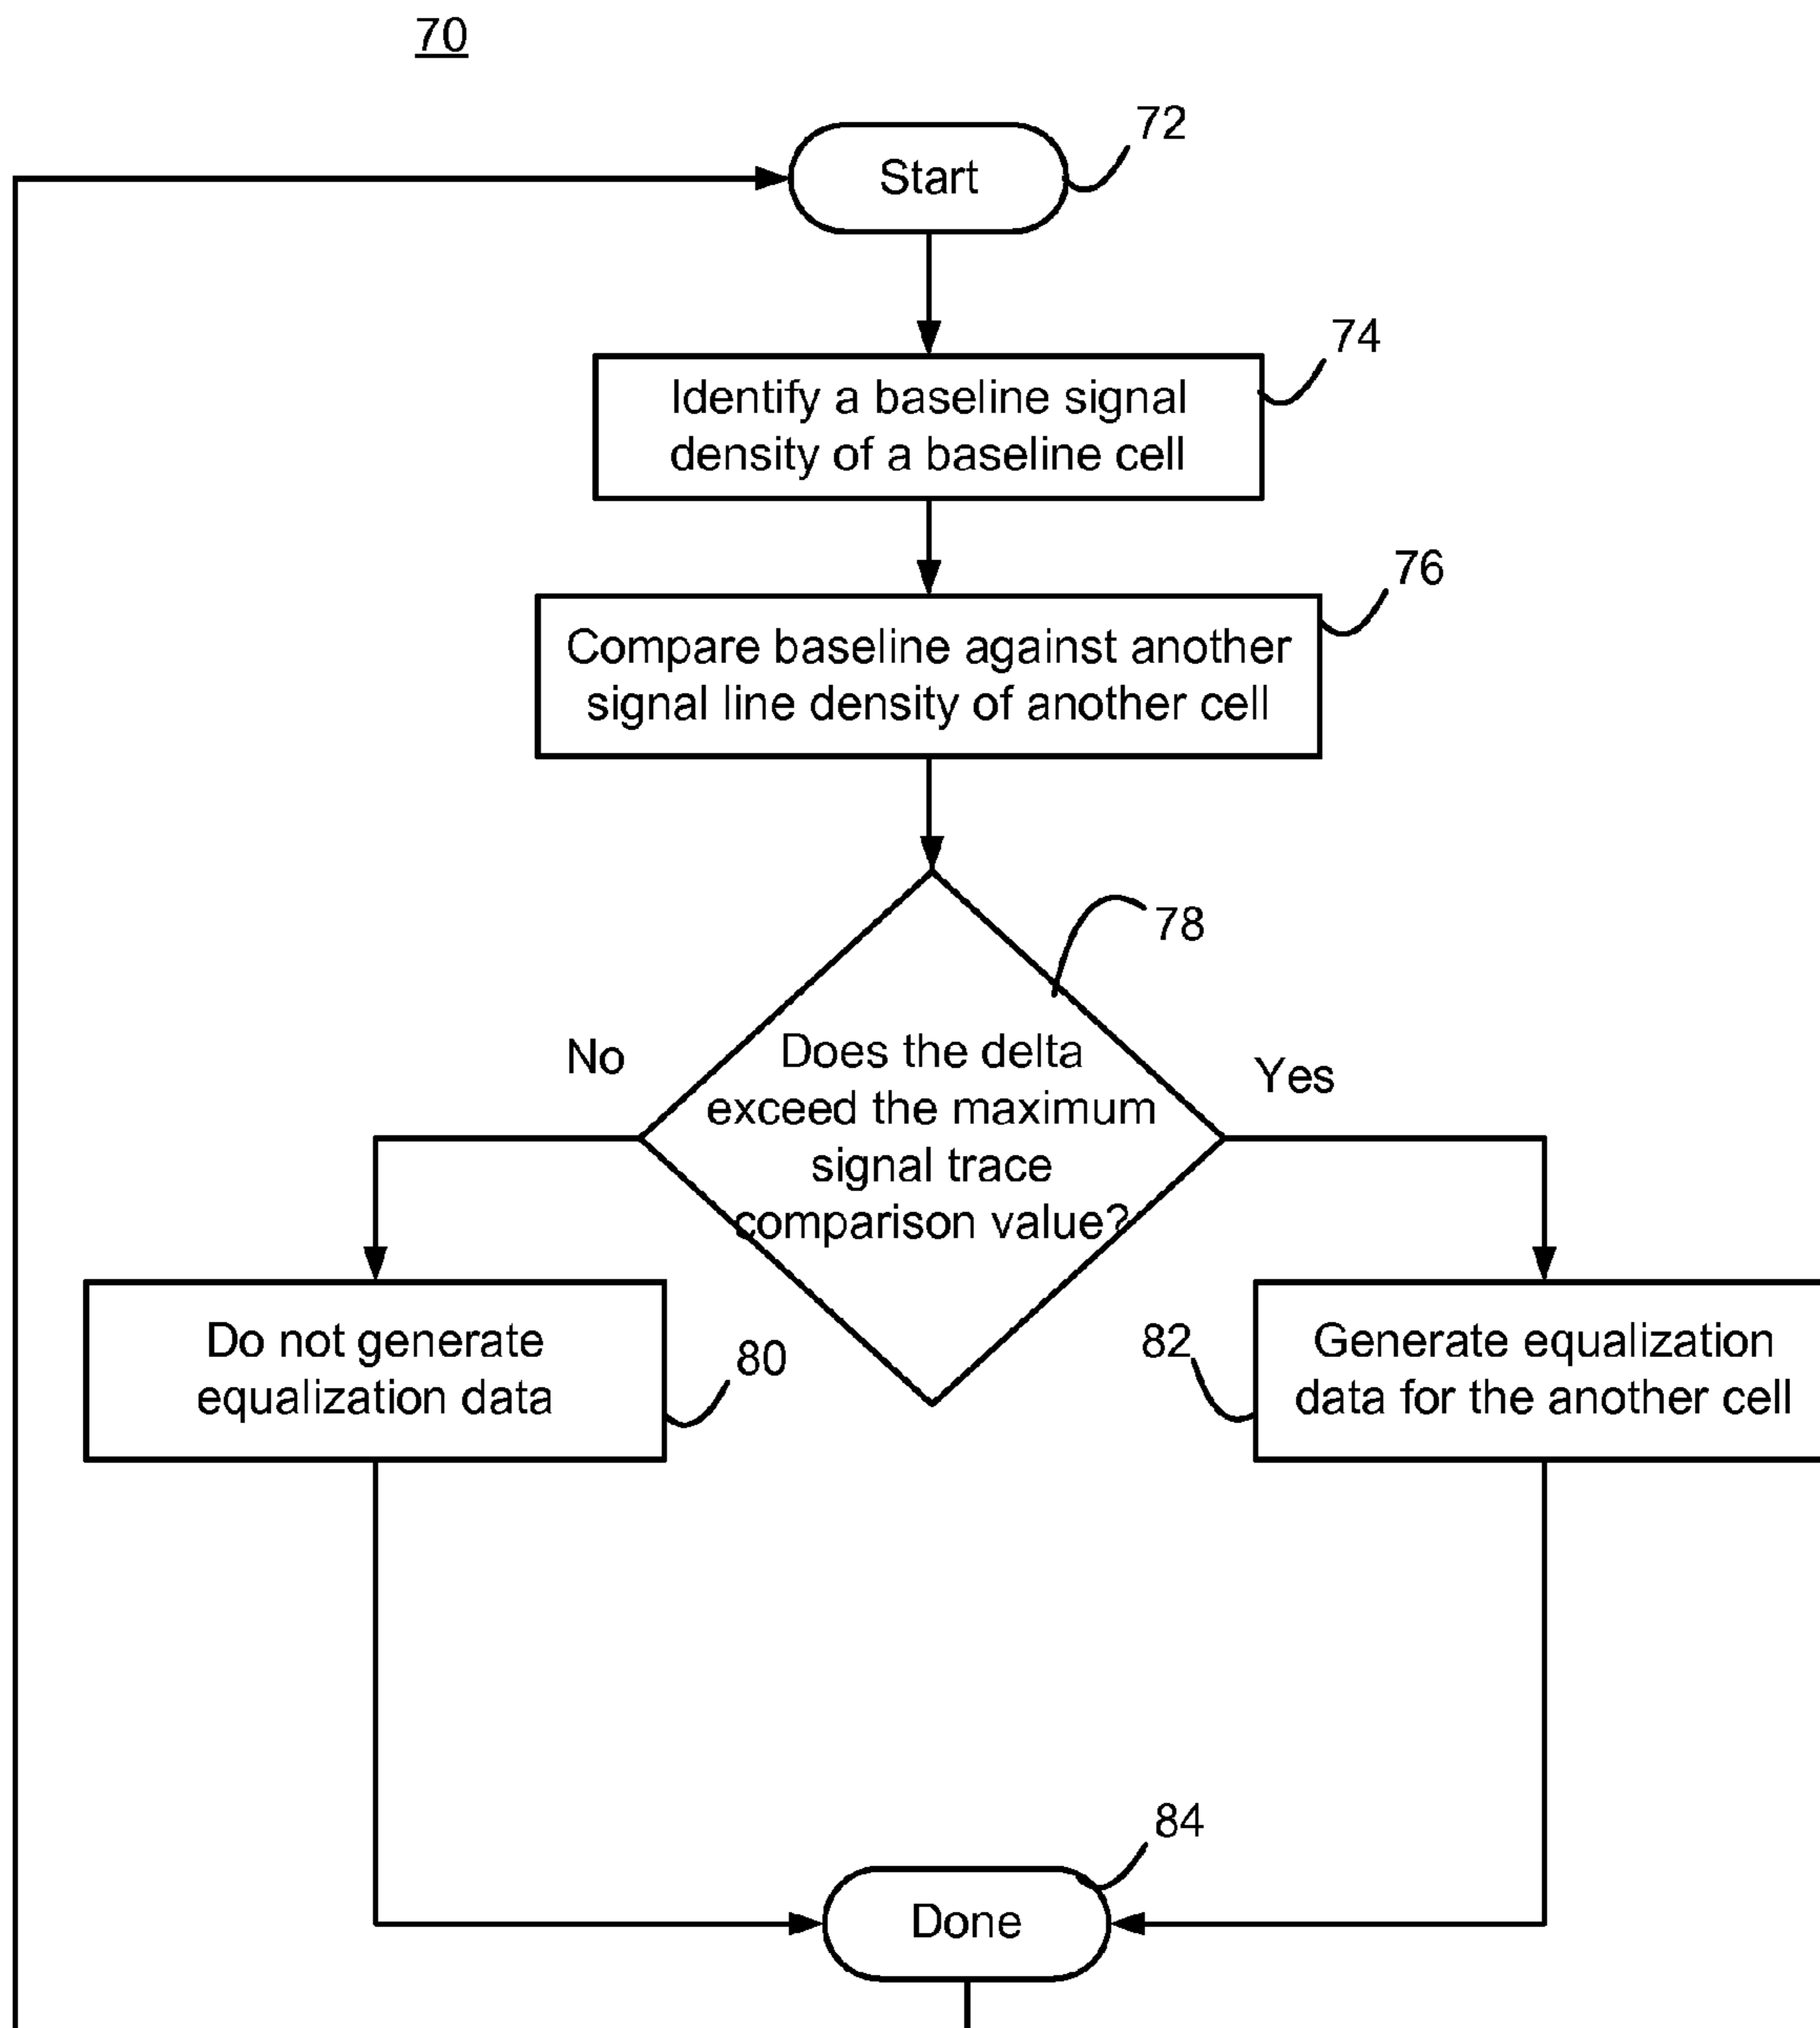 70
72
Start
74
Identify a baseline signal
density of a baseline cell
76
Compare baseline against another
signal line density of another cell
78
Does the delta
exceed the maximum
signal trace
comparison value?
No
Yes
Do not generate
equalization data
80
82
Generate equalization
data for the another cell
84
Done